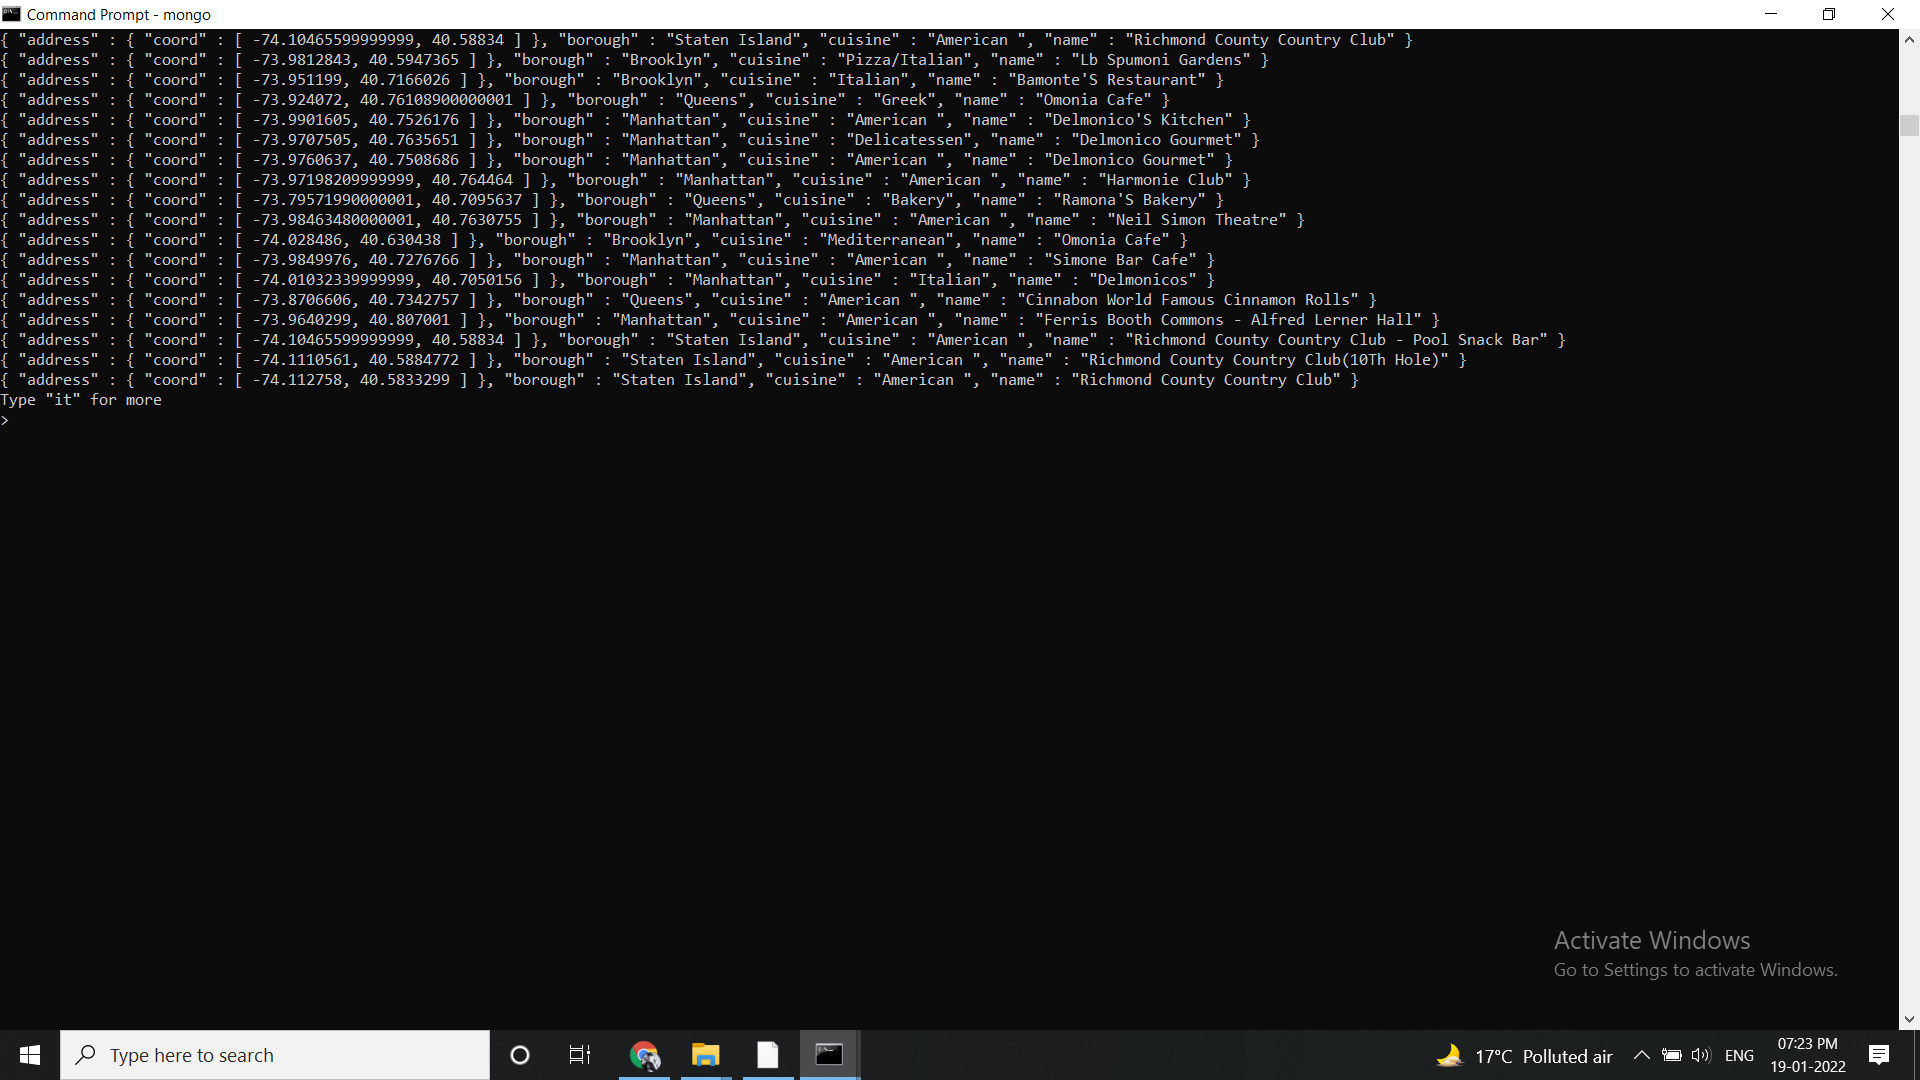 Command Prompt - mongo
{ "address" : { "coord" : [ -74.10465599999999, 40.58834 ] }, "borough" : "Staten Island", "cuisine" : "American ", "name" : "Richmond County Country Club" }
{ "address" : { "coord" : [ -73.9812843, 40.5947365 ] }, "borough" : "Brooklyn", "cuisine" : "Pizza/Italian", "name" : "Lb Spumoni Gardens" }
{ "address" : { "coord" : [ -73.951199, 40.7166026 ] }, "borough" : "Brooklyn", "cuisine" : "Italian", "name" : "Bamonte'S Restaurant" }
{ "address" : { "coord" : [ -73.924072, 40.76108900000001 ] }, "borough" : "Queens", "cuisine" : "Greek", "name" : "Omonia Cafe" }
{ "address" : { "coord" : [ -73.9901605, 40.7526176 ] }, "borough" : "Manhattan", "cuisine" : "American ", "name" : "Delmonico'S Kitchen" }
{ "address" : { "coord" : [ -73.9707505, 40.7635651 ] }, "borough" : "Manhattan", "cuisine" : "Delicatessen", "name" : "Delmonico Gourmet" }
{ "address" : { "coord" : [ -73.9760637, 40.7508686 ] }, "borough" : "Manhattan", "cuisine" : "American ", "name" : "Delmonico Gourmet" }
{ "address" : { "coord" : [ -73.97198209999999, 40.764464 ] }, "borough" : "Manhattan", "cuisine" : "American ", "name" : "Harmonie Club" }
{ "address" : { "coord" : [ -73.79571990000001, 40.7095637 ] }, "borough" : "Queens", "cuisine" : "Bakery", "name" : "Ramona'S Bakery" }
{ "address" : { "coord" : [ -73.98463480000001, 40.7630755 ] }, "borough" : "Manhattan", "cuisine" : "American ", "name" : "Neil Simon Theatre" }
{ "address" : { "coord" : [ -74.028486, 40.630438 ] }, "borough" : "Brooklyn", "cuisine" : "Mediterranean", "name" : "Omonia Cafe" }
{ "address" : { "coord" : [ -73.9849976, 40.7276766 ] }, "borough" : "Manhattan", "cuisine" : "American ", "name" : "Simone Bar Cafe" }
{ "address" : { "coord" : [ -74.01032339999999, 40.7050156 ] }, "borough" : "Manhattan", "cuisine" : "Italian", "name" : "Delmonicos" }
{ "address" : { "coord" : [ -73.8706606, 40.7342757 ] }, "borough" : "Queens", "cuisine" : "American ", "name" : "Cinnabon World Famous Cinnamon Rolls" }
{ "address" : { "coord" : [ -73.9640299, 40.807001 ] }, "borough" : "Manhattan", "cuisine" : "American ", "name" : "Ferris Booth Commons - Alfred Lerner Hall" }
{ "address" : { "coord" : [ -74.10465599999999, 40.58834 ] }, "borough" : "Staten Island", "cuisine" : "American ", "name" : "Richmond County Country Club - Pool Snack Bar" }
{ "address" : { "coord" : [ -74.1110561, 40.5884772 ] }, "borough" : "Staten Island", "cuisine" : "American ", "name" : "Richmond County Country Club(10Th Hole)" }
{ "address" : { "coord" : [ -74.112758, 40.5833299 ] }, "borough" : "Staten Island", "cuisine" : "American ", "name" : "Richmond County Country Club" }
Type "it" for more
>
Activate Windows
Go to Settings to activate Windows.
Type here to search
17°C Polluted air
ENG
07:23 PM
19-01-2022